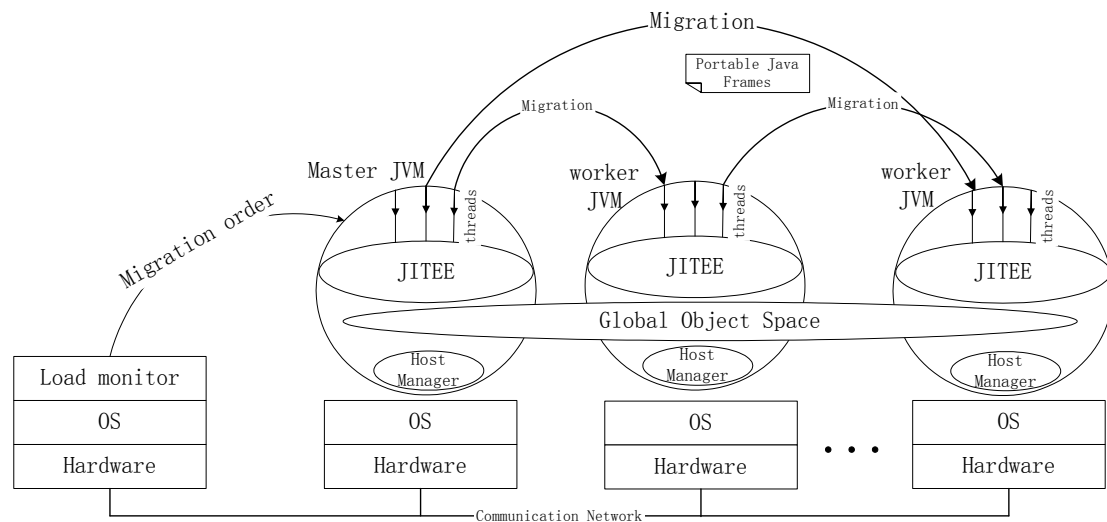 Migration
Portable Java
Frames
Migration
Migration
Master JVM
worker
JVM
worker
JVM
Migration order
threads
threads
threads
JITEE
JITEE
JITEE
Global Object Space
Host
Manager
Host
Manager
Host
Manager
Load monitor
OS
OS
OS
OS
Hardware
Hardware
Hardware
Hardware
Communication Network